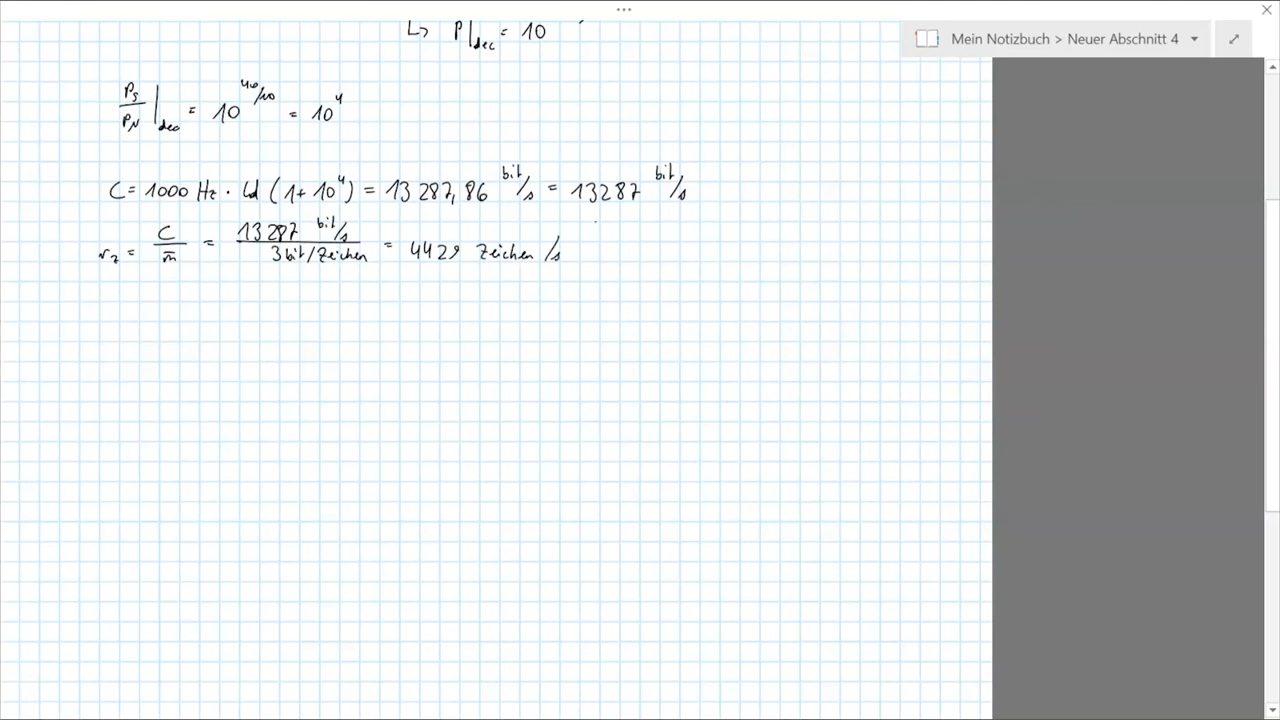 ...
↳ P|dec = 10
Mein Notizbuch > Neuer Abschnitt 4
PS/PN |dec = 10^40/10 = 10^4
C = 1000 Hz · ld (1 + 10^4) = 13 287,86 bit/s = 13287 bit/s
rz = C/m̅ = 13287 bit/s / 3 bit/Zeichen = 4429 Zeichen/s